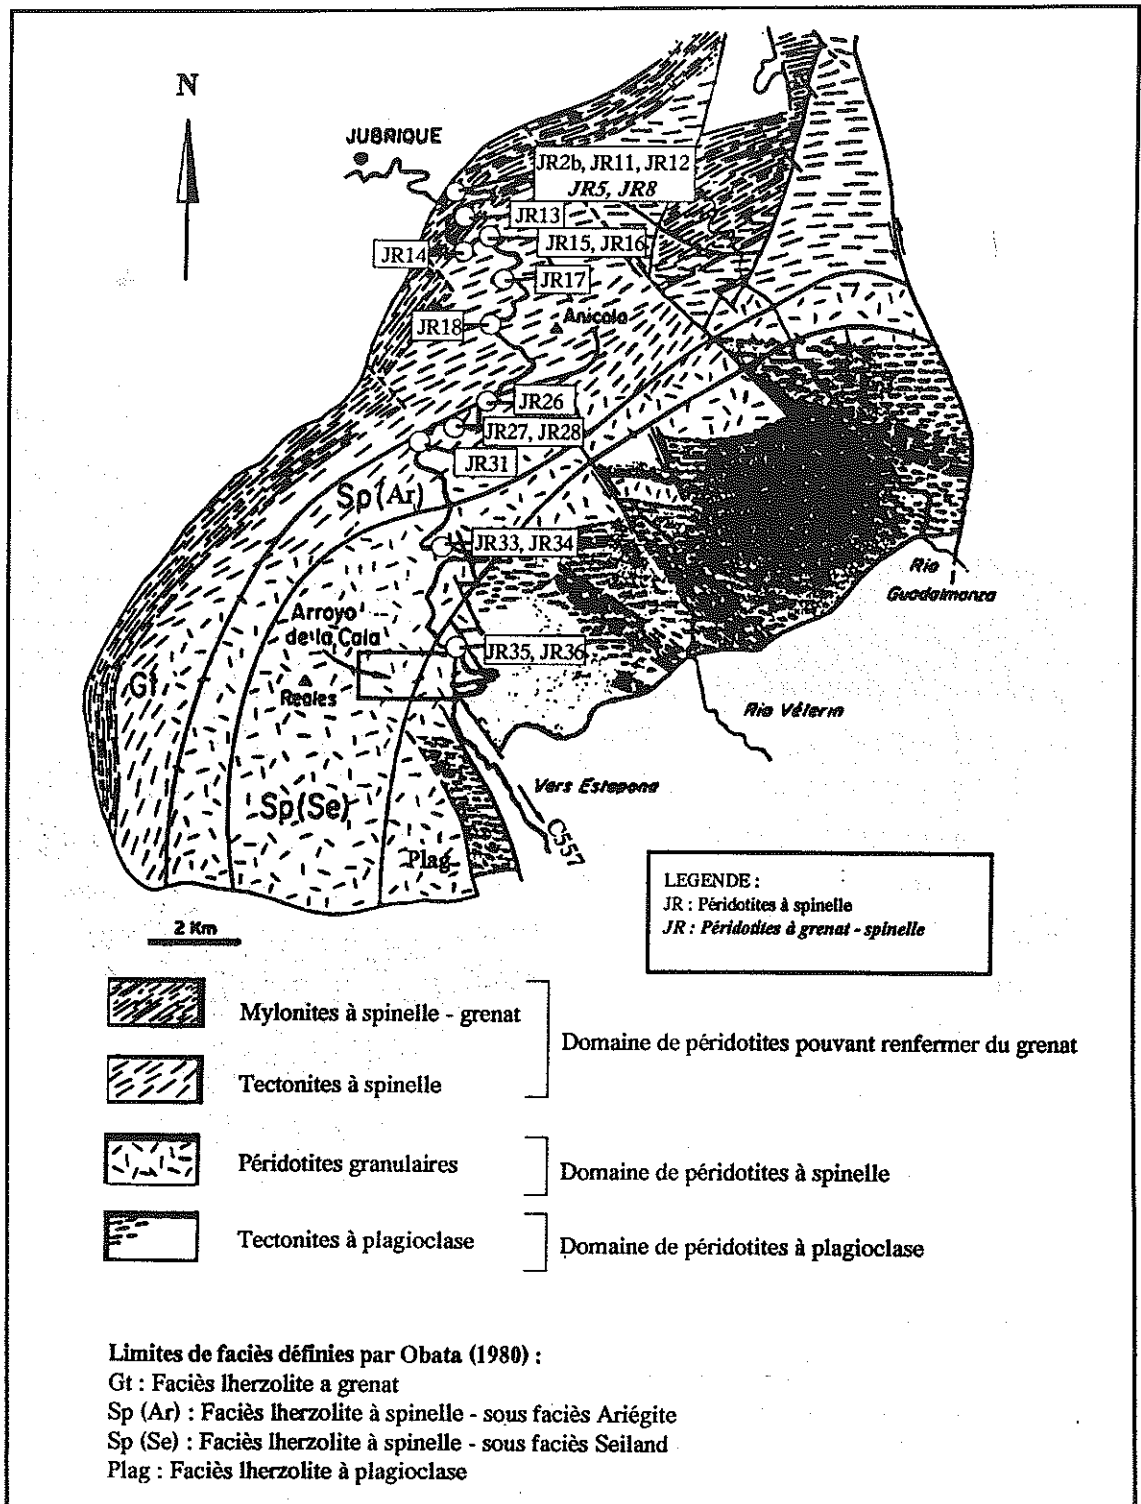 N
JUBRIQUE
JR2b, JR11, JR12
JR5, JR8
JR13
JR14
JR15, JR16
JR17
JR18
Anicola
JR26
JR27, JR28
JR31
Sp (Ar)
JR33, JR34
Rio
Guadalmanza
Arroyo
de la Cala
JR35, JR36
Gt
Reales
Rio Vélerin
Vers Estepona
Sp (Se)
C557
Plag
LEGENDE :
JR : Péridotites à spinelle
JR : Péridotites à grenat - spinelle
2 Km
Mylonites à spinelle - grenat
Domaine de péridotites pouvant renfermer du grenat
Tectonites à spinelle
Péridotites granulaires
Domaine de péridotites à spinelle
Tectonites à plagioclase
Domaine de péridotites à plagioclase
Limites de faciès définies par Obata (1980) :
Gt : Faciès lherzolite a grenat
Sp (Ar) : Faciès lherzolite à spinelle - sous faciès Ariégite
Sp (Se) : Faciès lherzolite à spinelle - sous faciès Seiland
Plag : Faciès lherzolite à plagioclase